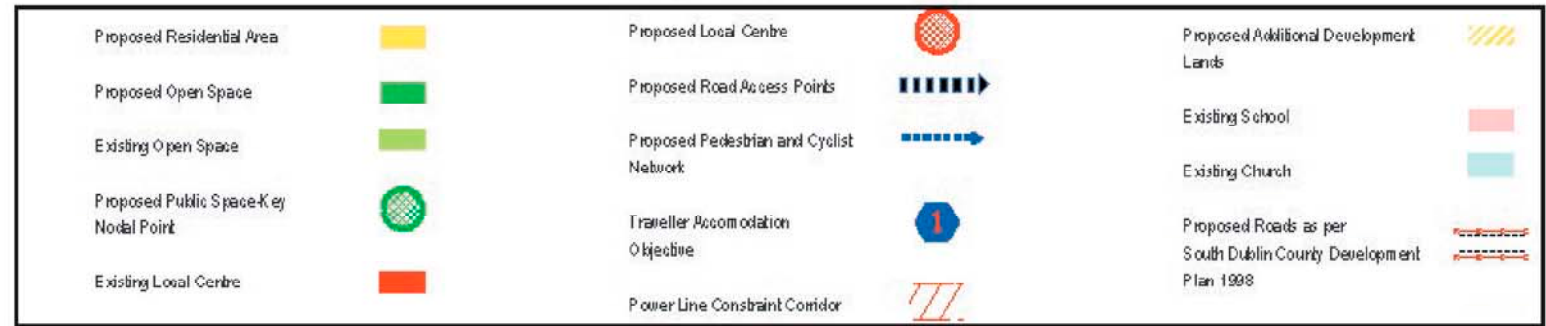 Proposed Residential Area
Proposed Open Space
Existing Open Space
Proposed Public Space-Key
Nodal Point
Existing Local Centre
Proposed Local Centre
Proposed Road Access Points
Proposed Pedestrian and Cyclist
Network
Traveller Accomodation
Objective
1
Power Line Constraint Corridor
Proposed Additional Development
Lands
Existing School
Existing Church
Proposed Roads as per
South Dublin County Development
Plan 1998